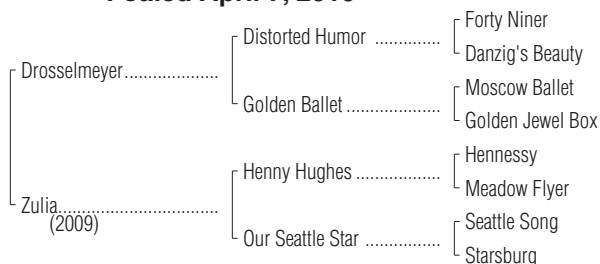 Foaled April
Forty Niner
Distorted Humor ..............
Danzig's Beauty
Drosselmeyer....................
Moscow Ballet
Golden Ballet ....................
Golden Jewel Box
Hennessy
Henny Hughes ..................
Meadow Flyer
Zulia..................................
(2009)
Seattle Song
Our Seattle Star ................
Starsburg